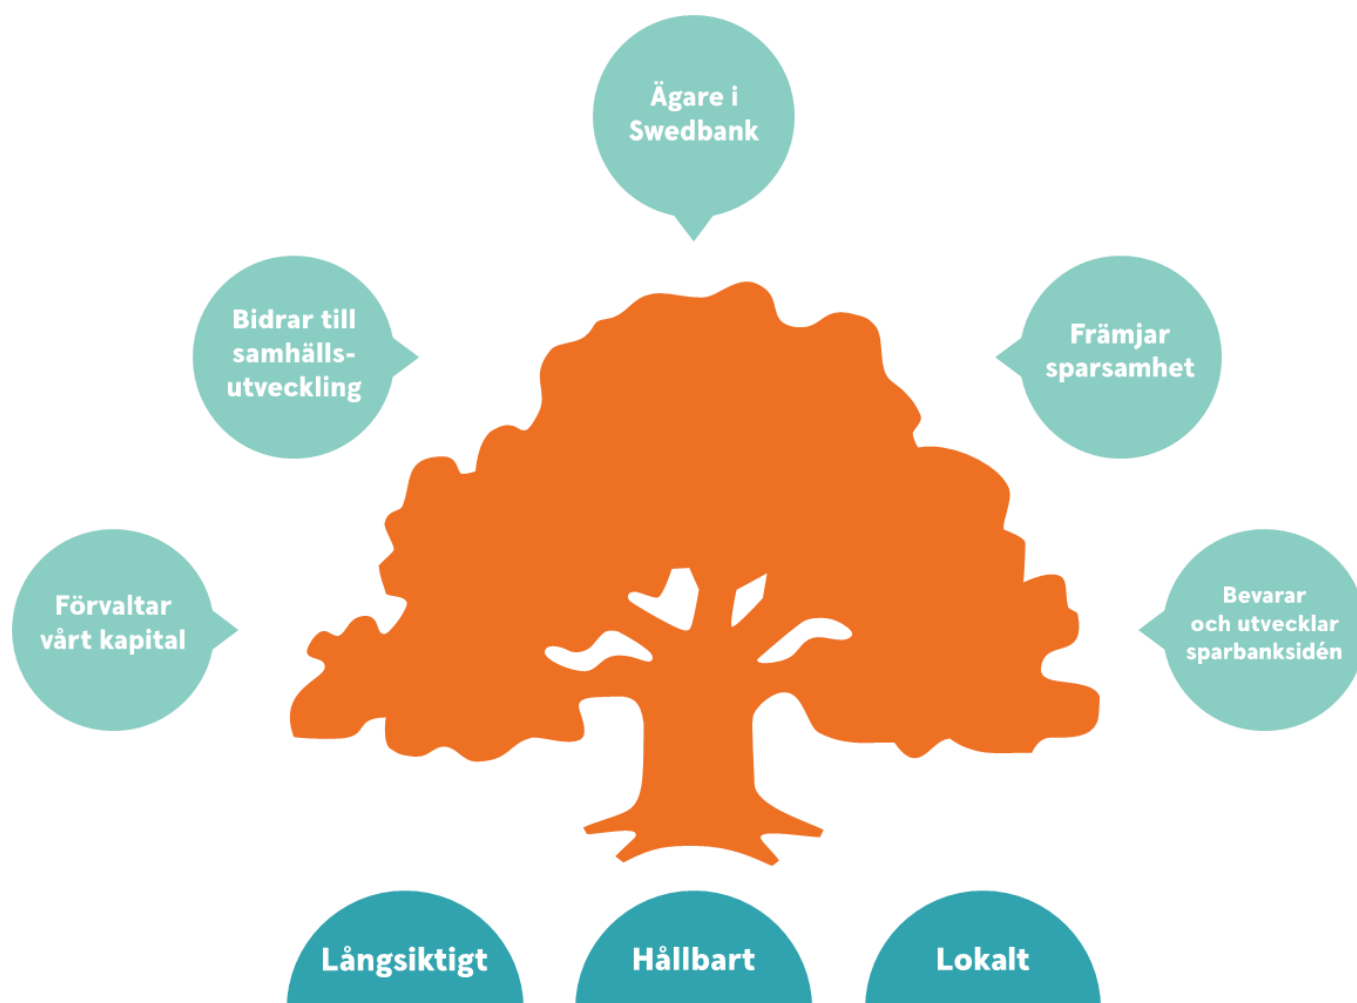 Ägare i
Swedbank
Bidrar till
samhälls-
utveckling
Främjar
sparsamhet
Förvaltar
vårt kapital
Bevarar
och utvecklar
sparbanksidén
Långsiktigt
Hållbart
Lokalt